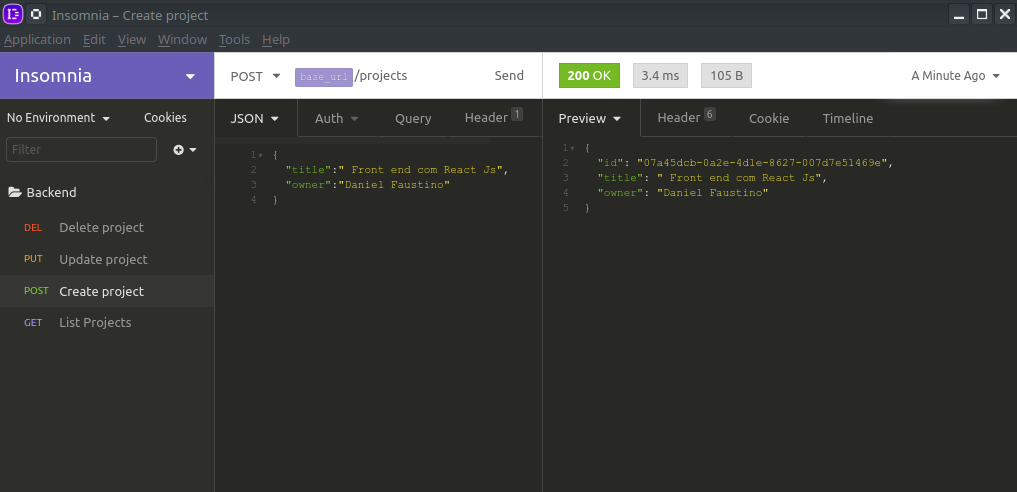 Insomnia – Create project
Application Edit View Window Tools Help
Insomnia
POST base_url/projects Send
200 OK 3.4 ms 105 B A Minute Ago
No Environment Cookies
JSON Auth Query Header 1
Preview Header 6 Cookie Timeline
Filter
Backend
DEL Delete project
PUT Update project
POST Create project
GET List Projects
1 {
2 "title":" Front end com React Js",
3 "owner":"Daniel Faustino"
4 }
1 {
2 "id": "07a45dcb-0a2e-4d1e-8627-007d7e51469e",
3 "title": " Front end com React Js",
4 "owner": "Daniel Faustino"
5 }